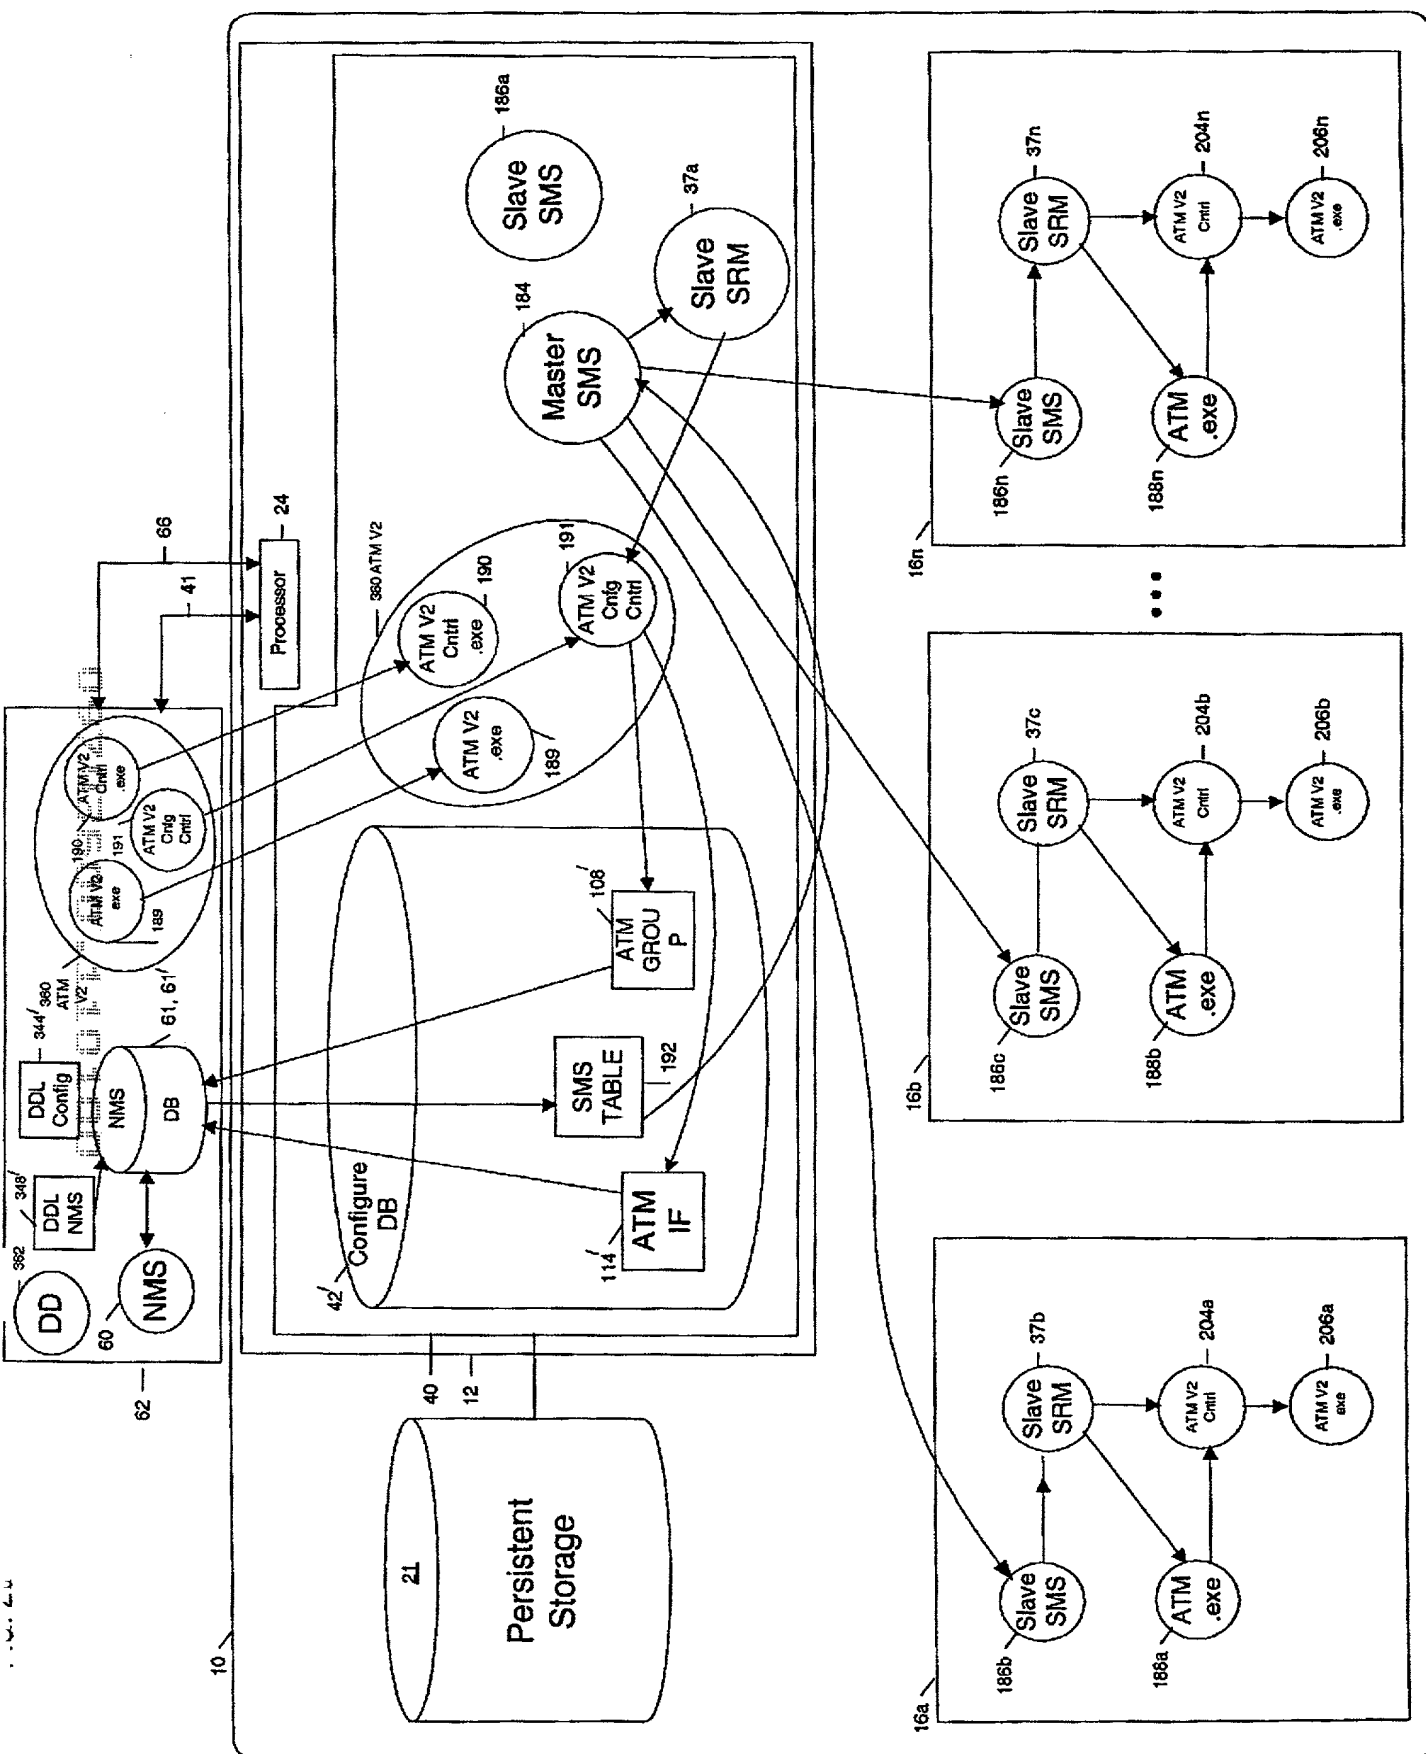 62
60
NMS
362
DD
DDL
NMS
348'
DDL
Config
344'
NMS
DB
61, 61'
360
ATM
V2
189
ATM V2
exe
190
ATM V2
Cntrl
.exe
191
ATM V2
Cnfg
Cntrl
66
41
10
21
Persistent
Storage
40
12
Processor
24
42'
Configure
DB
114'
ATM
IF
SMS
TABLE
192
108'
ATM
GROU
P
360 ATM V2
ATM V2
.exe
189
ATM V2
Cntrl
.exe
190
ATM V2
Cnfg
Cntrl
191
Master
SMS
184
Slave
SMS
186a
Slave
SRM
37a
16a
186b
Slave
SMS
Slave
SRM
37b
188a
ATM
.exe
ATM V2
Cntrl
204a
ATM V2
exe
206a
16b
186c
Slave
SMS
Slave
SRM
37c
188b
ATM
.exe
ATM V2
Cntrl
204b
ATM V2
.exe
206b
•••
16n
186n
Slave
SMS
Slave
SRM
37n
188n
ATM
.exe
ATM V2
Cntrl
204n
ATM V2
.exe
206n